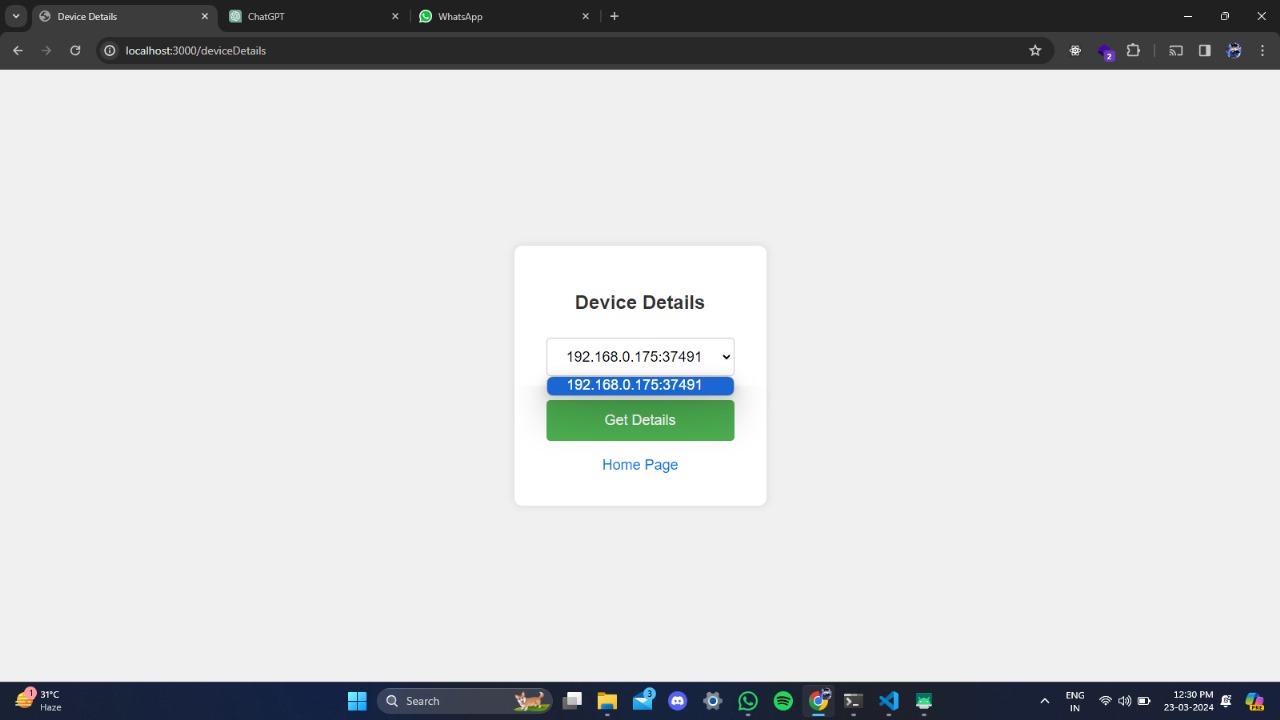 Device Details
ChatGPT
WhatsApp
localhost:3000/deviceDetails
2
Device Details
192.168.0.175:37491
192.168.0.175:37491
Get Details
Home Page
1
31°C
Haze
Search
3
ENG
IN
12:30 PM
23-03-2024
PRE